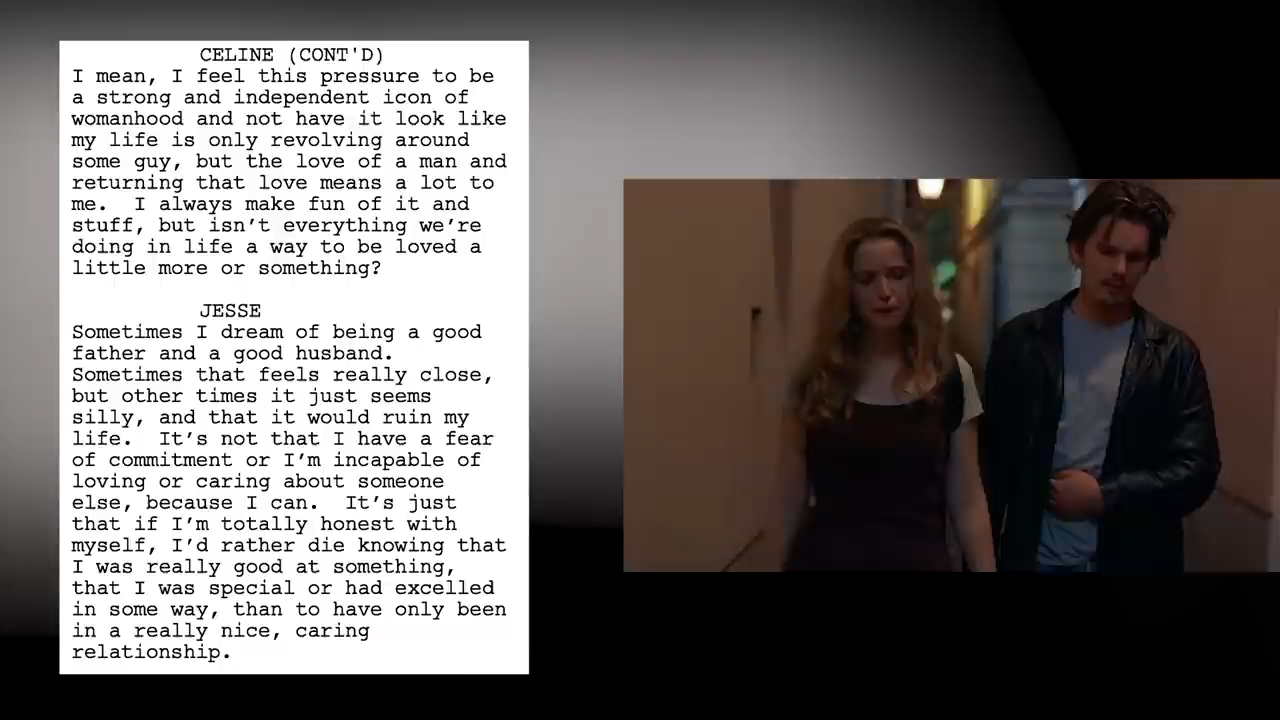 CELINE (CONT'D)
I mean, I feel this pressure to be
a strong and independent icon of
womanhood and not have it look like
my life is only revolving around
some guy, but the love of a man and
returning that love means a lot to
me.  I always make fun of it and
stuff, but isn’t everything we’re
doing in life a way to be loved a
little more or something?
JESSE
Sometimes I dream of being a good
father and a good husband.
Sometimes that feels really close,
but other times it just seems
silly, and that it would ruin my
life.  It’s not that I have a fear
of commitment or I’m incapable of
loving or caring about someone
else, because I can.  It’s just
that if I’m totally honest with
myself, I’d rather die knowing that
I was really good at something,
that I was special or had excelled
in some way, than to have only been
in a really nice, caring
relationship.